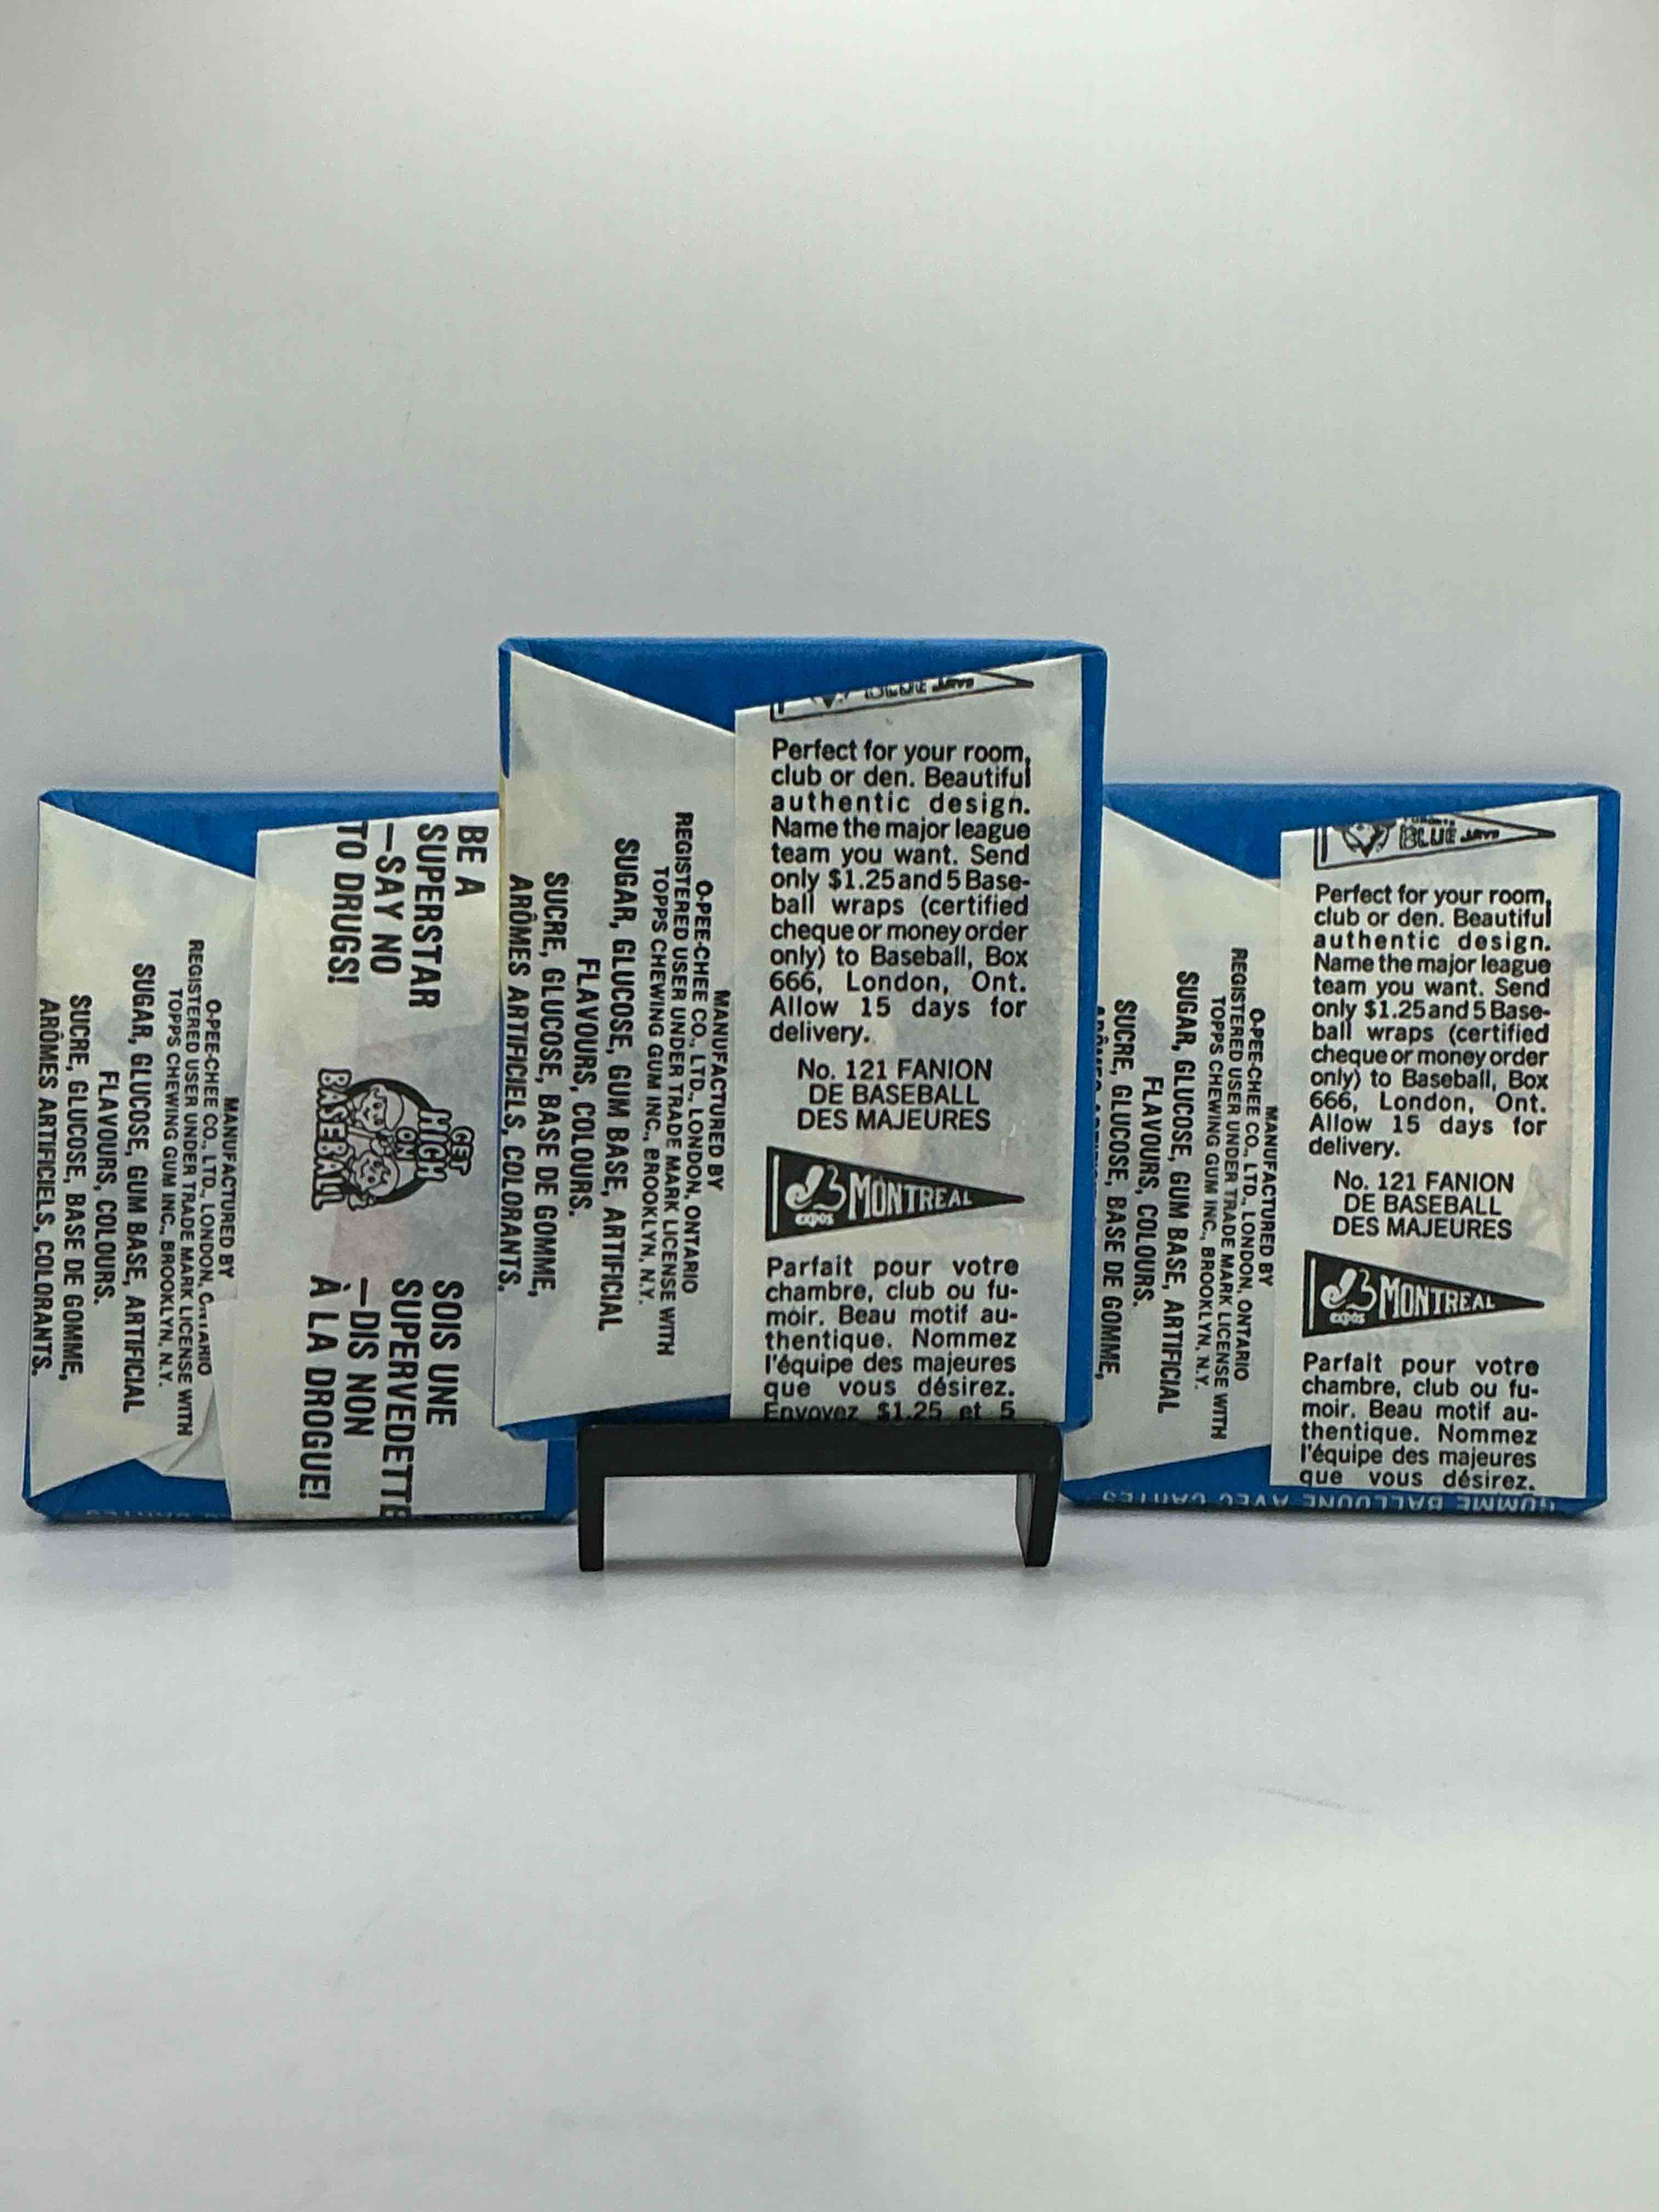 BE A
SUPERSTAR
—SAY NO
TO DRUGS!
GET
HIGH
ON
BASEBALL
SOIS UNE
SUPERVEDETTE
—DIS NON
À LA DROGUE!
MANUFACTURED BY
O-PEE-CHEE CO., LTD., LONDON, ONTARIO
REGISTERED USER UNDER TRADE MARK LICENSE WITH
TOPPS CHEWING GUM INC., BROOKLYN, N.Y.
SUGAR, GLUCOSE, GUM BASE, ARTIFICIAL
FLAVOURS, COLOURS.
SUCRE, GLUCOSE, BASE DE GOMME,
ARÔMES ARTIFICIELS, COLORANTS.
MANUFACTURED BY
O-PEE-CHEE CO., LTD., LONDON, ONTARIO
REGISTERED USER UNDER TRADE MARK LICENSE WITH
TOPPS CHEWING GUM INC., BROOKLYN, N.Y.
SUGAR, GLUCOSE, GUM BASE, ARTIFICIAL
FLAVOURS, COLOURS.
SUCRE, GLUCOSE, BASE DE GOMME,
ARÔMES ARTIFICIELS, COLORANTS.
BLUE JAYS
Perfect for your room,
club or den. Beautiful
authentic design.
Name the major league
team you want. Send
only $1.25 and 5 Base-
ball wraps (certified
cheque or money order
only) to Baseball, Box
666, London, Ont.
Allow 15 days for
delivery.
No. 121 FANION
DE BASEBALL
DES MAJEURES
expos MONTREAL
Parfait pour votre
chambre, club ou fu-
moir. Beau motif au-
thentique. Nommez
l'équipe des majeures
que vous désirez.
Envoyez $1.25 et 5
MANUFACTURED BY
O-PEE-CHEE CO., LTD., LONDON, ONTARIO
REGISTERED USER UNDER TRADE MARK LICENSE WITH
TOPPS CHEWING GUM INC., BROOKLYN, N.Y.
SUGAR, GLUCOSE, GUM BASE, ARTIFICIAL
FLAVOURS, COLOURS.
SUCRE, GLUCOSE, BASE DE GOMME,
BLUE JAYS
Perfect for your room,
club or den. Beautiful
authentic design.
Name the major league
team you want. Send
only $1.25 and 5 Base-
ball wraps (certified
cheque or money order
only) to Baseball, Box
666, London, Ont.
Allow 15 days for
delivery.
No. 121 FANION
DE BASEBALL
DES MAJEURES
expos MONTREAL
Parfait pour votre
chambre, club ou fu-
moir. Beau motif au-
thentique. Nommez
l'équipe des majeures
que vous désirez.
GOMME BALLOUNE AVEC CARTES